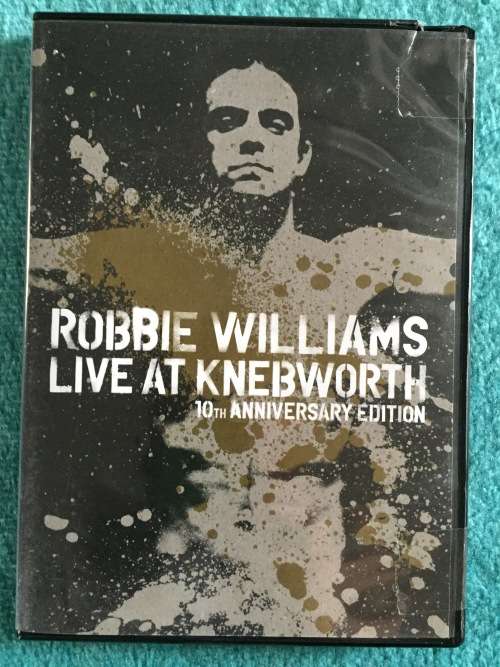 ROBBIE WILLIAMS
LIVE AT KNEBWORTH
10TH ANNIVERSARY EDITION